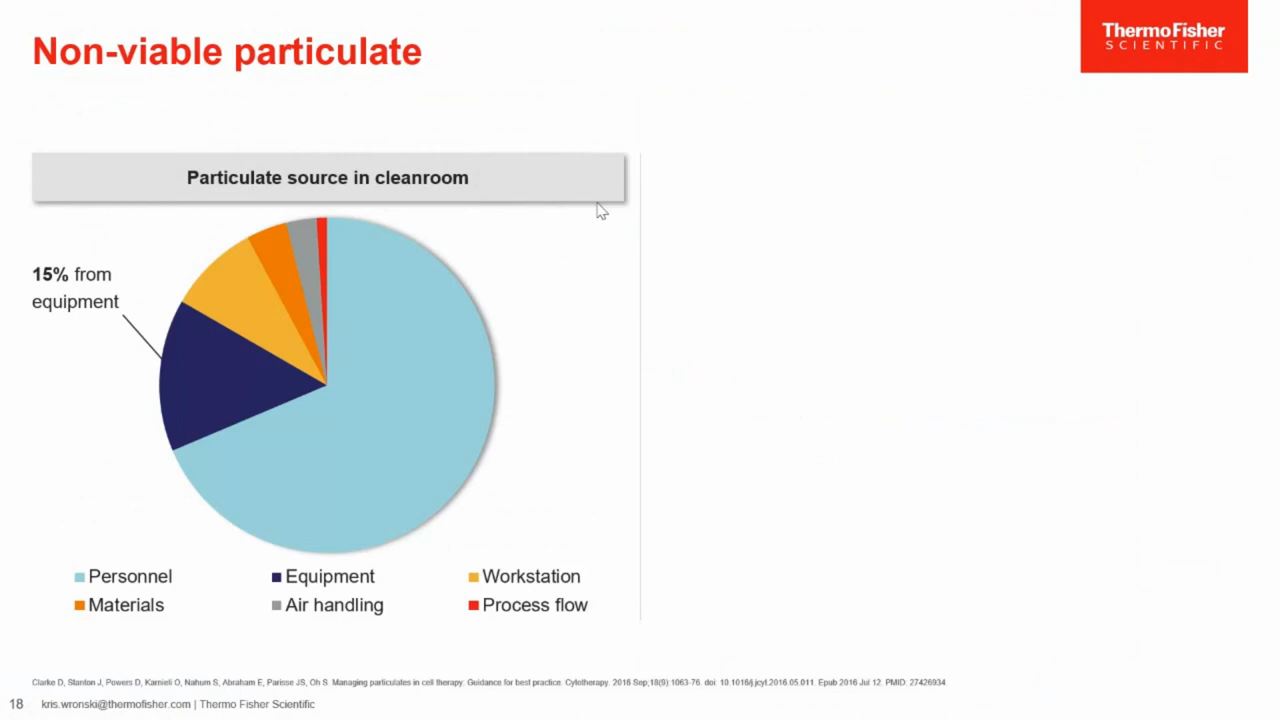 Non-viable particulate
ThermoFisher
SCIENTIFIC
Particulate source in cleanroom
15% from
equipment
Personnel
Equipment
Workstation
Materials
Air handling
Process flow
Clarke D, Stanton J, Powers D, Karnieli O, Nahum S, Abraham E, Parisse JS, Oh S. Managing particulates in cell therapy: Guidance for best practice. Cytotherapy. 2016 Sep;18(9):1063-76. doi: 10.1016/j.jcyt.2016.05.011. Epub 2016 Jul 12. PMID: 27426934.
18 kris.wronski@thermofisher.com | Thermo Fisher Scientific